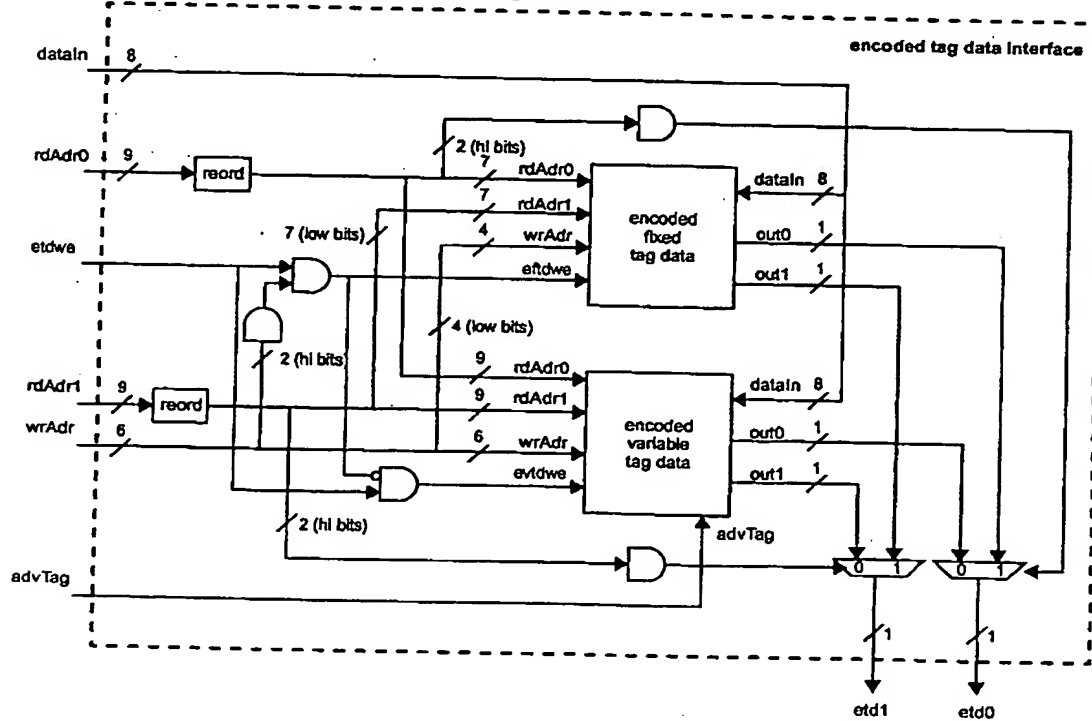 encoded tag data interface
dataIn
8
2 (hi bits)
rdAdr0
9
reord
7
rdAdr0
7
rdAdr1
7 (low bits)
4
wrAdr
etdwe
eftdwe
encoded
fixed
tag data
dataIn 8
out0 1
out1 1
4 (low bits)
2 (hi bits)
rdAdr1
9
reord
wrAdr
6
9
rdAdr0
9
rdAdr1
6
wrAdr
evtdwe
encoded
variable
tag data
dataIn 8
out0 1
out1 1
2 (hi bits)
advTag
advTag
0 1
0 1
1
1
etd1
etd0